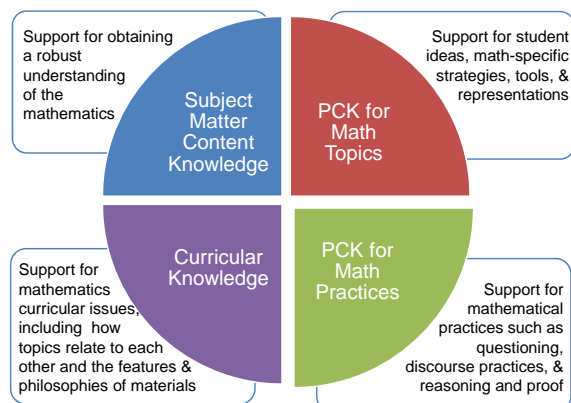 Support for obtaining
a robust
understanding
of the
mathematics
Subject
Matter
Content
Knowledge
PCK for
Math
Topics
Support for student
ideas, math-specific
strategies, tools, &
representations
Support for
mathematics
curricular issues,
including how
topics relate to each
other and the features &
philosophies of materials
Curricular
Knowledge
PCK for
Math
Practices
Support for
mathematical
practices such as
questioning,
discourse practices, &
reasoning and proof